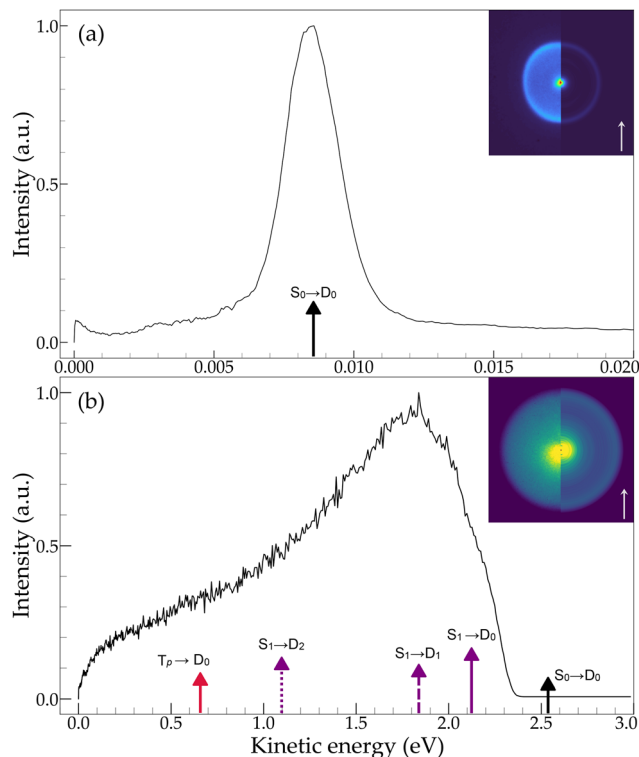 (a)
Intensity (a.u.)
1.0
0.5
0.0
S₀→D₀
0.000
0.005
0.010
0.015
0.020
(b)
Intensity (a.u.)
1.0
0.5
0.0
Tₚ→D₀
S₁→D₂
S₁→D₁
S₁→D₀
S₀→D₀
0.0
0.5
1.0
1.5
2.0
2.5
3.0
Kinetic energy (eV)